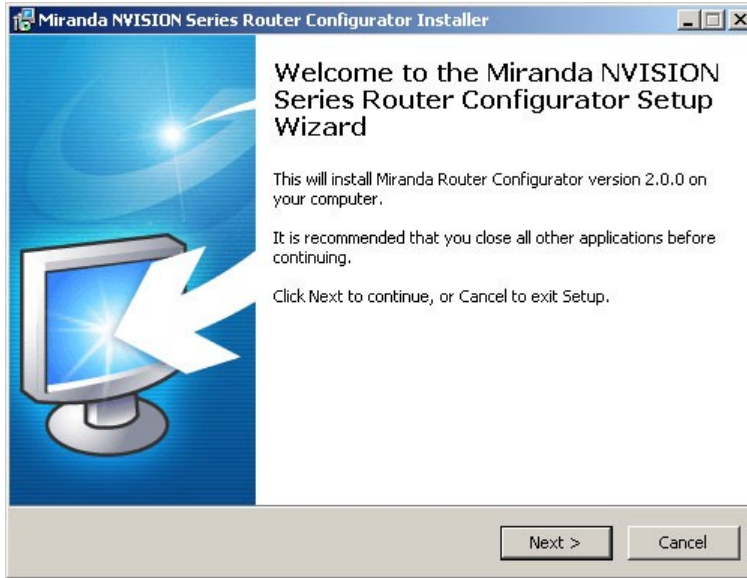 Miranda NVISION Series Router Configurator Installer
Welcome to the Miranda NVISION
Series Router Configurator Setup
Wizard
This will install Miranda Router Configurator version 2.0.0 on
your computer.
It is recommended that you close all other applications before
continuing.
Click Next to continue, or Cancel to exit Setup.
Next >
Cancel